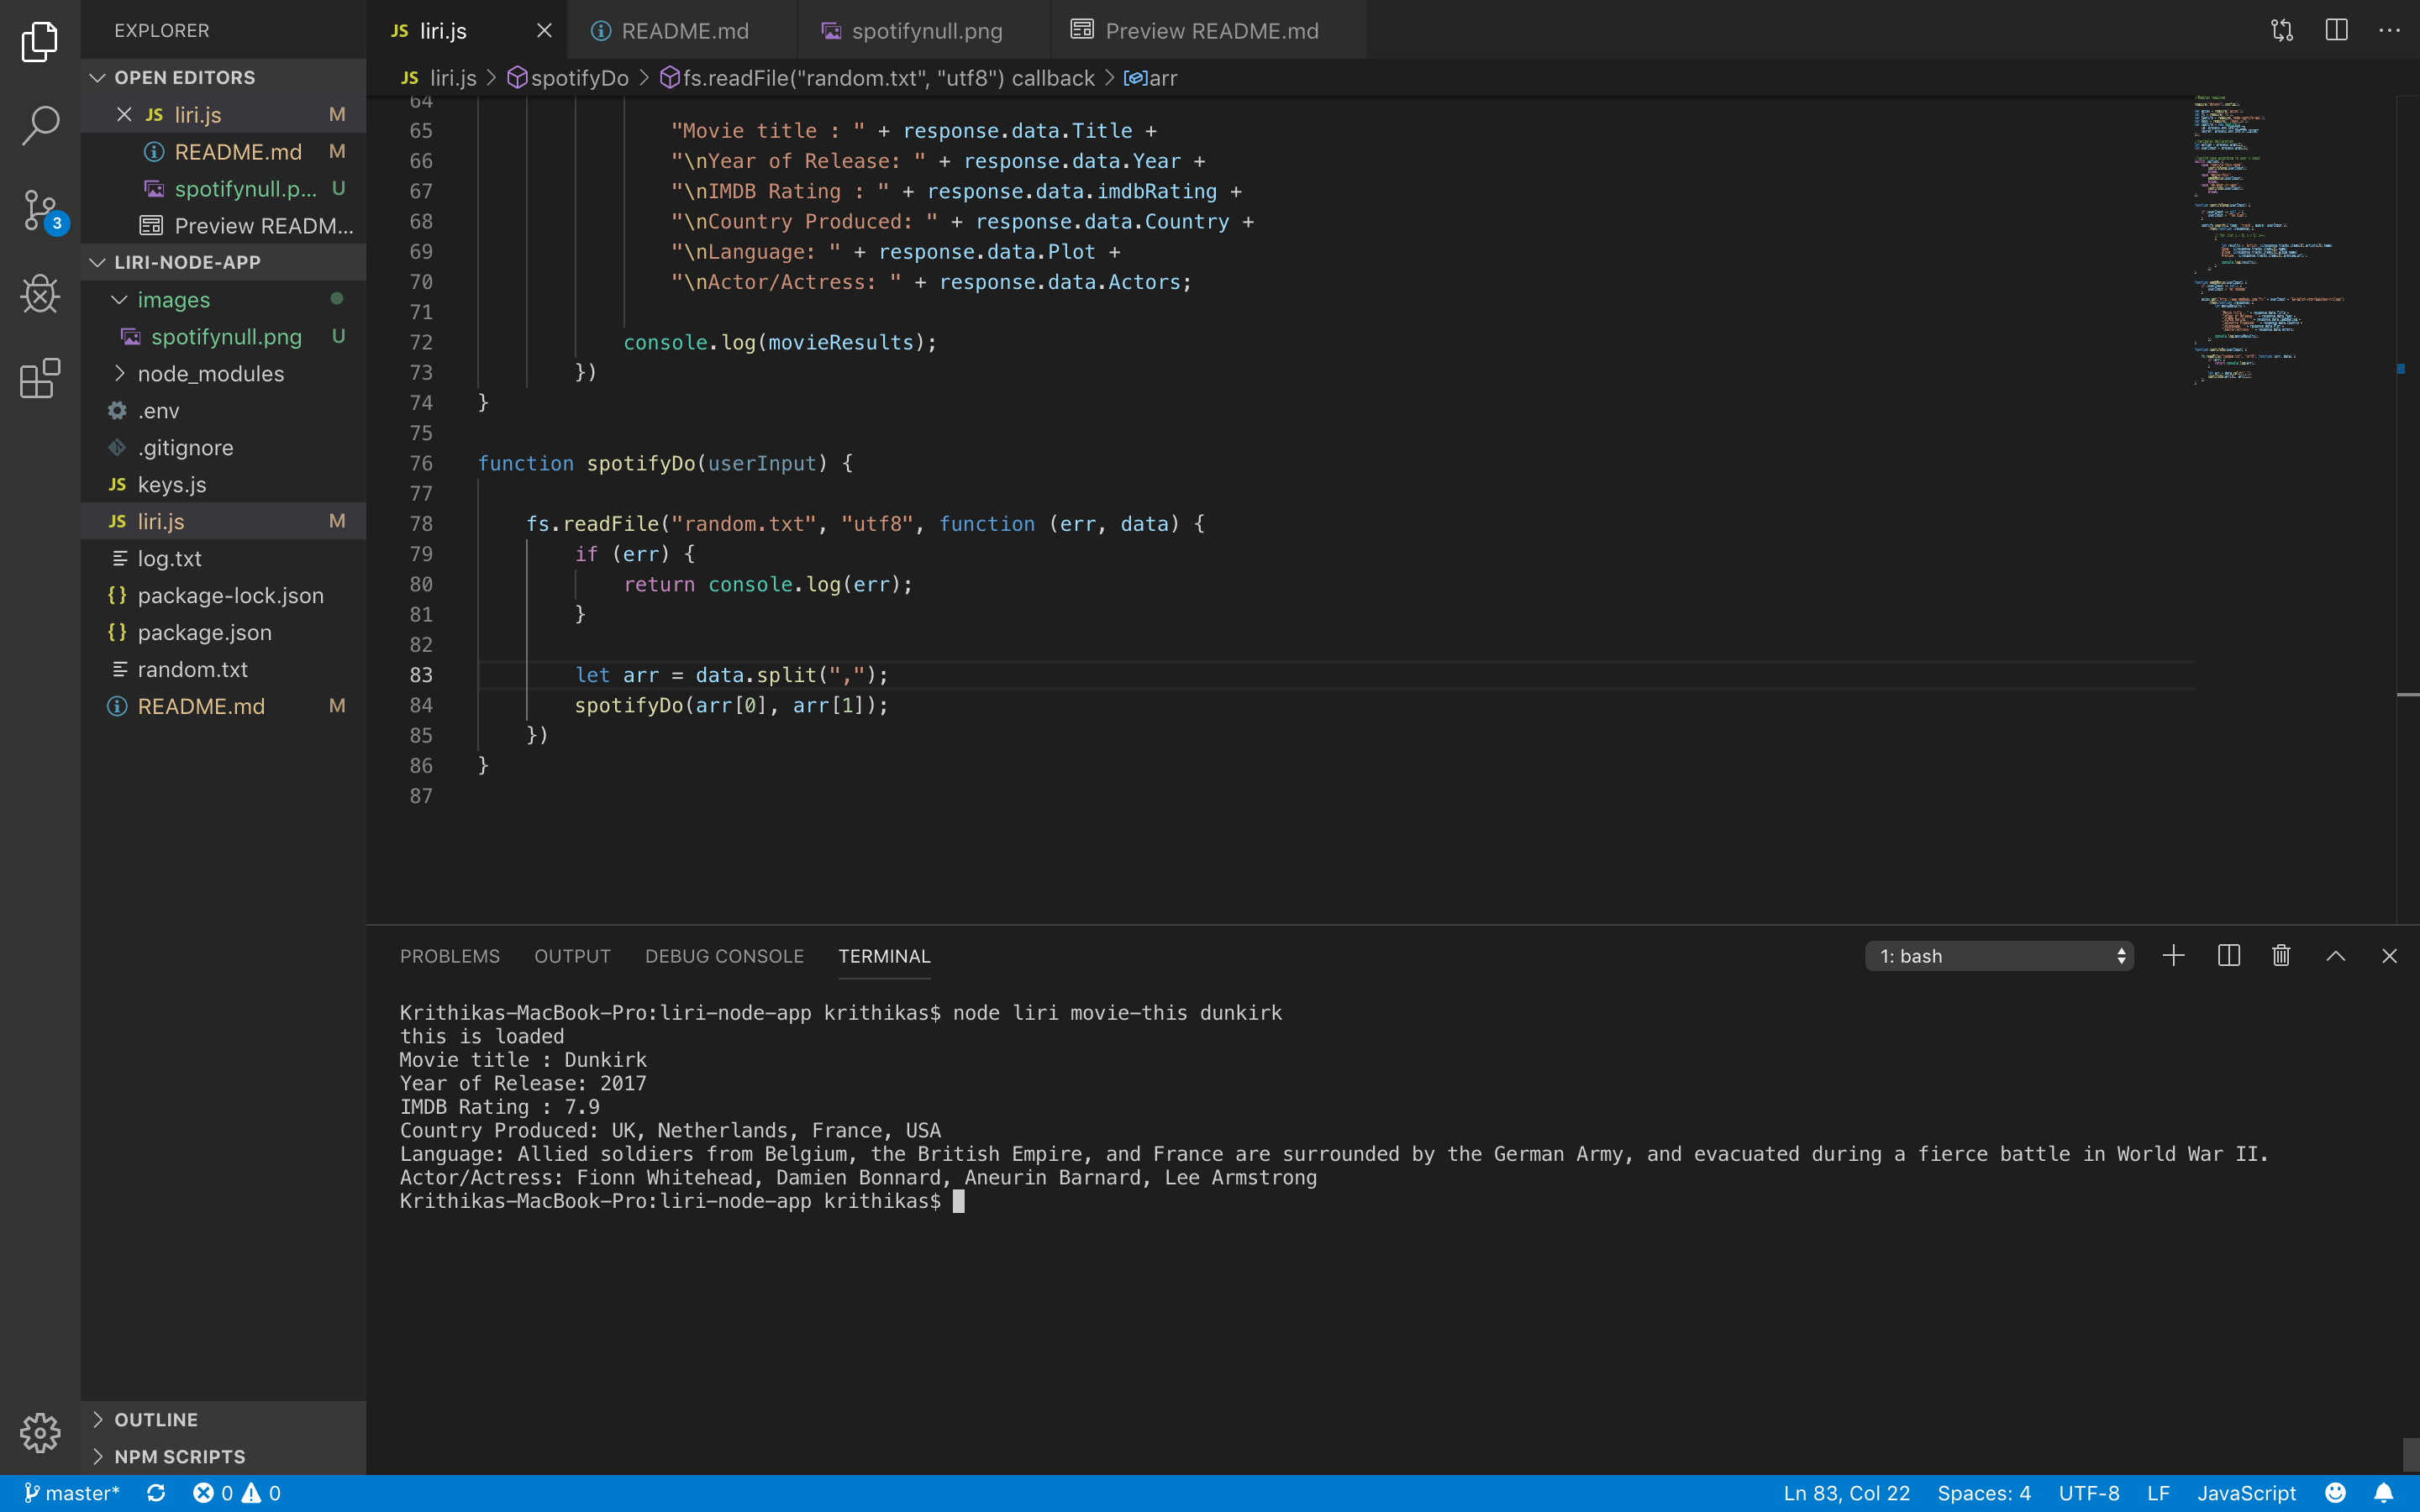 EXPLORER
OPEN EDITORS
JS liri.js M
README.md M
spotifynull.p... U
Preview READM...
LIRI-NODE-APP
images
spotifynull.png U
node_modules
.env
.gitignore
JS keys.js
JS liri.js M
log.txt
{} package-lock.json
{} package.json
random.txt
README.md M
OUTLINE
NPM SCRIPTS
3
JS liri.js README.md spotifynull.png Preview README.md
JS liri.js > spotifyDo > fs.readFile("random.txt", "utf8") callback > arr
64
65 "Movie title : " + response.data.Title +
66 "\nYear of Release: " + response.data.Year +
67 "\nIMDB Rating : " + response.data.imdbRating +
68 "\nCountry Produced: " + response.data.Country +
69 "\nLanguage: " + response.data.Plot +
70 "\nActor/Actress: " + response.data.Actors;
71
72 console.log(movieResults);
73 })
74 }
75
76 function spotifyDo(userInput) {
77
78 fs.readFile("random.txt", "utf8", function (err, data) {
79 if (err) {
80 return console.log(err);
81 }
82
83 let arr = data.split(",");
84 spotifyDo(arr[0], arr[1]);
85 })
86 }
87
PROBLEMS OUTPUT DEBUG CONSOLE TERMINAL 1: bash
Krithikas-MacBook-Pro:liri-node-app krithikas$ node liri movie-this dunkirk
this is loaded
Movie title : Dunkirk
Year of Release: 2017
IMDB Rating : 7.9
Country Produced: UK, Netherlands, France, USA
Language: Allied soldiers from Belgium, the British Empire, and France are surrounded by the German Army, and evacuated during a fierce battle in World War II.
Actor/Actress: Fionn Whitehead, Damien Bonnard, Aneurin Barnard, Lee Armstrong
Krithikas-MacBook-Pro:liri-node-app krithikas$
master* 0 0 Ln 83, Col 22 Spaces: 4 UTF-8 LF JavaScript